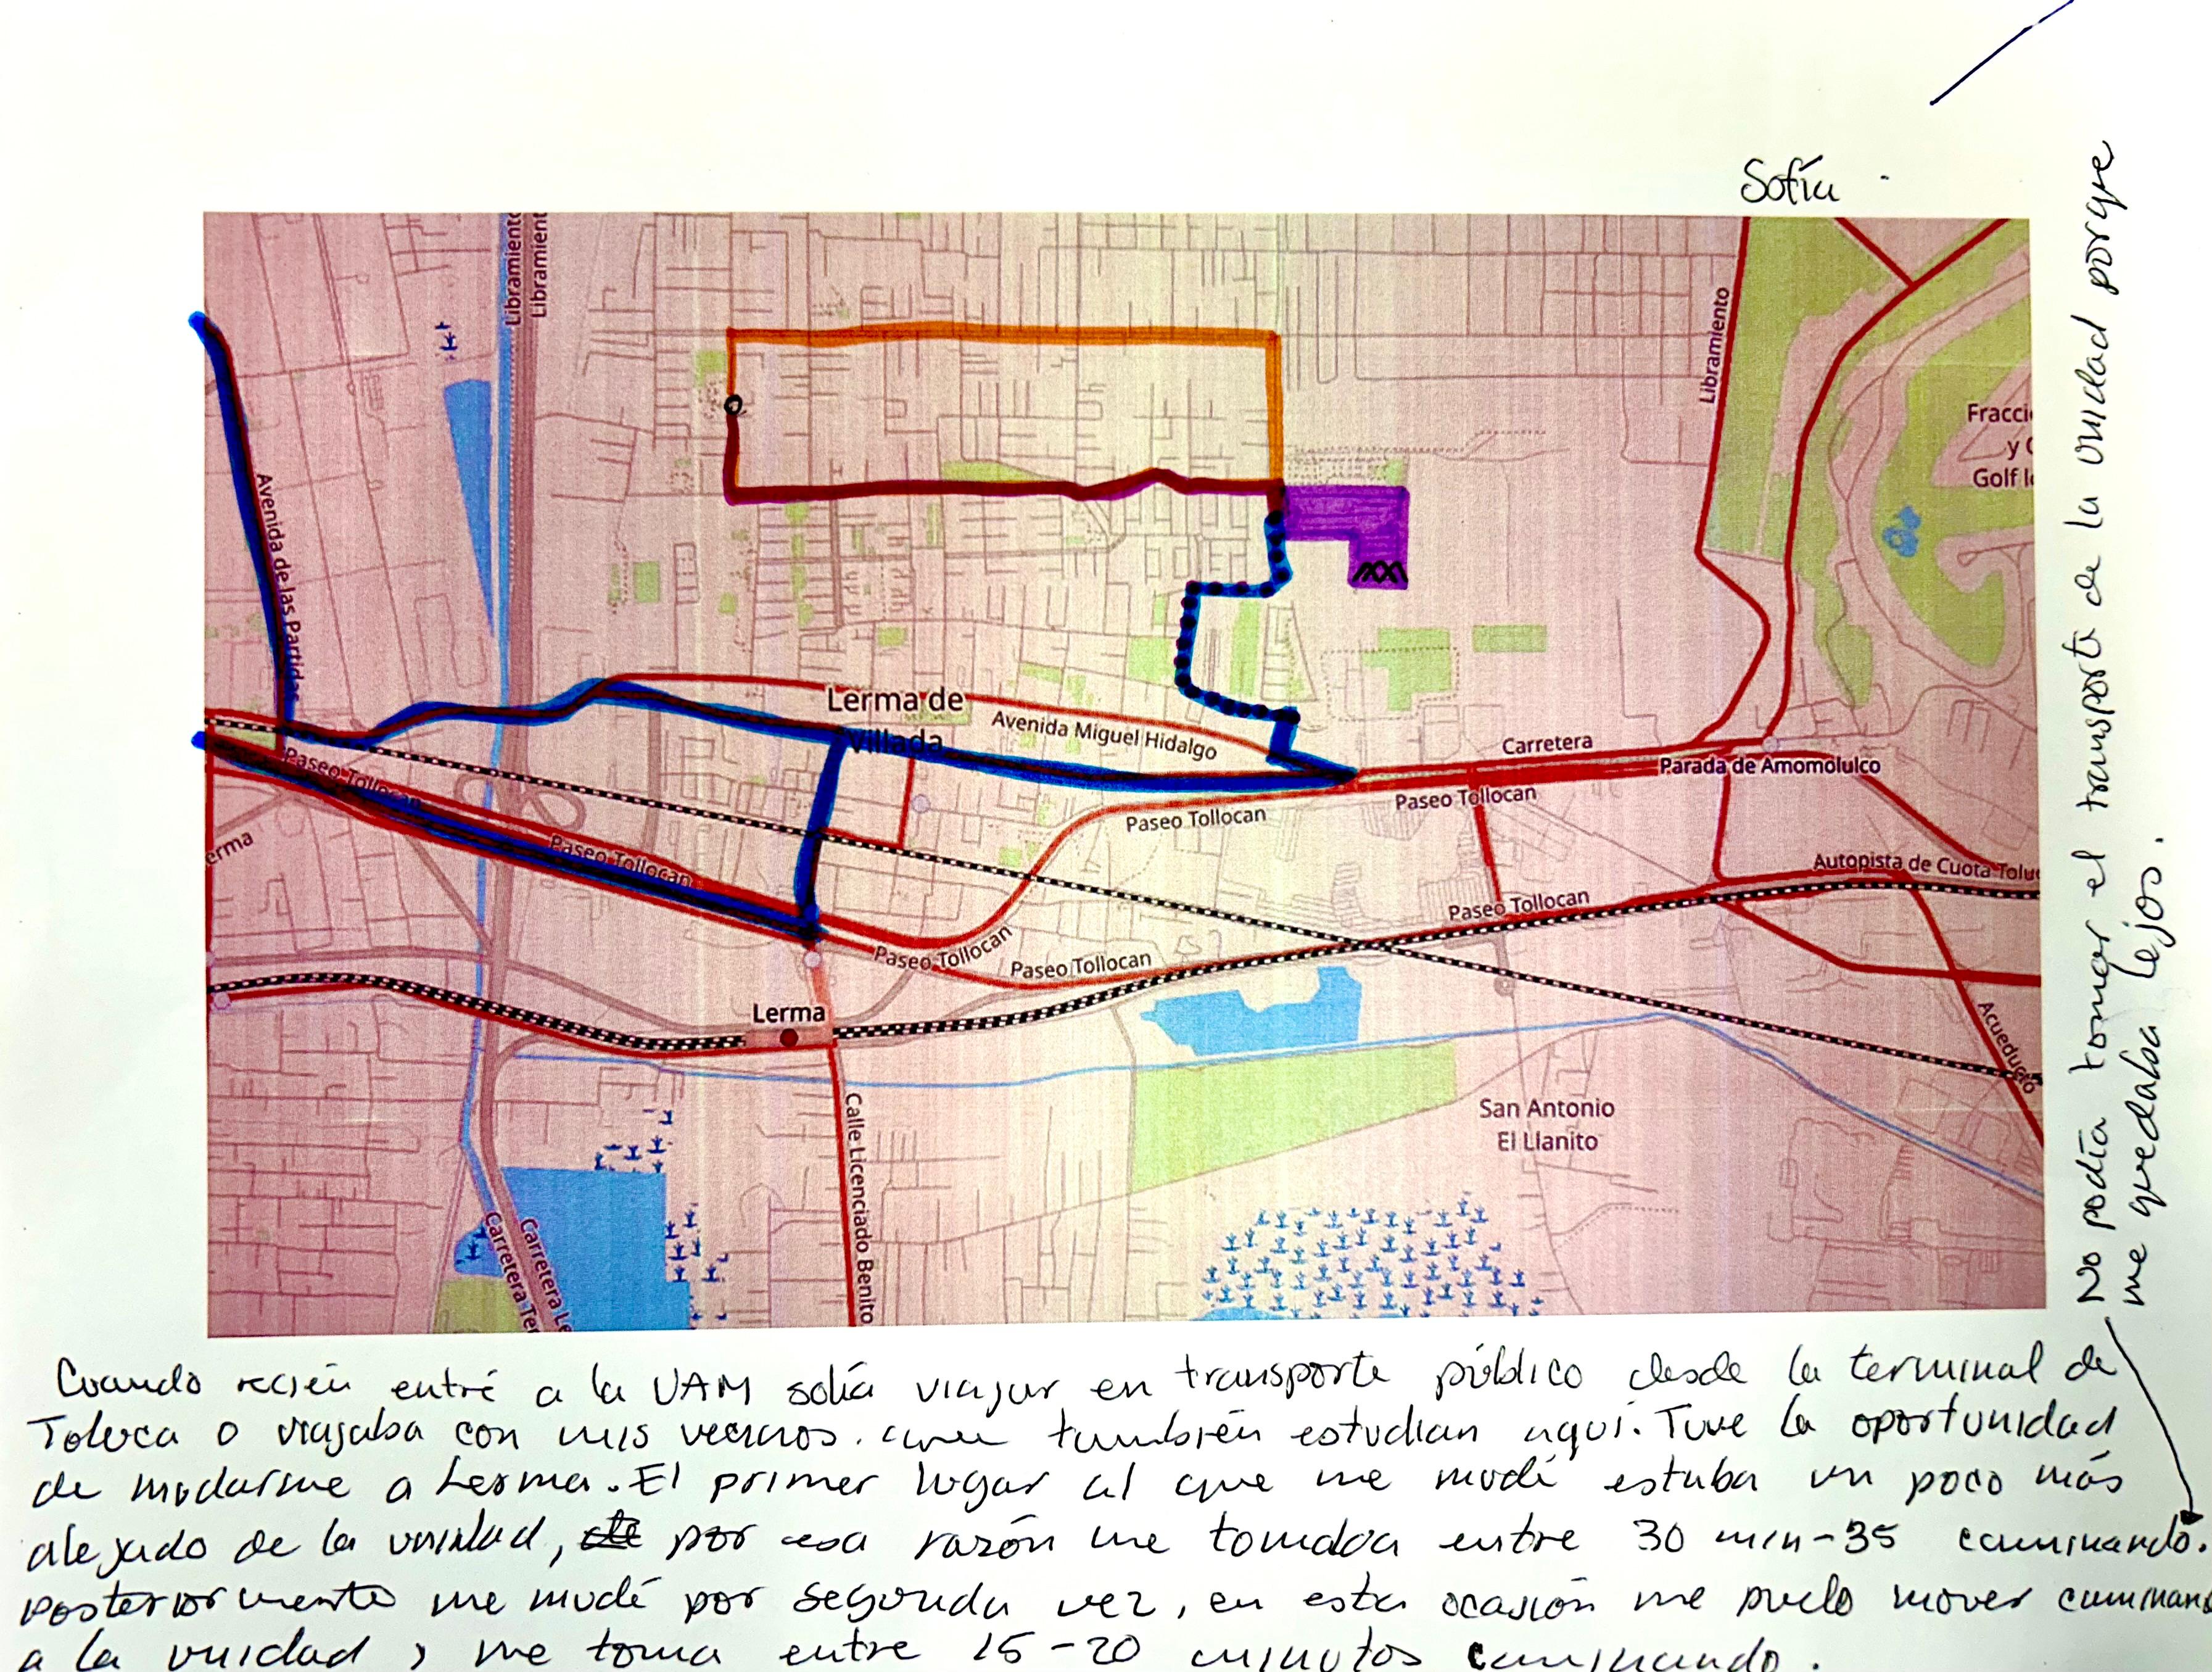 Sofía
Libramiento
Libramient
Libramiento
Fracci
y C
Golf l
Avenida de las Partidas
Lerma de
Villada
Avenida Miguel Hidalgo
Carretera
Parada de Amomolulco
Paseo Tollocan
Paseo Tollocan
Paseo Tollocan
Paseo Tollocan
erma
Autopista de Cuota Tolu
Paseo Tollocan
Paseo Tollocan
Paseo Tollocan
Lerma
Acueducto
San Antonio
El Llanito
Calle Licenciado Benito
Carretera Ter
Carretera Le
No podía tomar el transporte de la unidad porque
me quedaba lejos.
Cuando recién entré a la UAM solía viajar en transporte público desde la terminal de
Toluca o viajaba con mis vecinos que también estudian aquí. Tuve la oportunidad
de mudarme a Lerma. El primer lugar al que me mudé estaba un poco más
alejado de la unidad, por esa razón me tomaba entre 30 min-35 caminando.
Posteriormente me mudé por segunda vez, en esta ocasión me puedo mover caminand
a la unidad, me toma entre 15-20 minutos caminando.